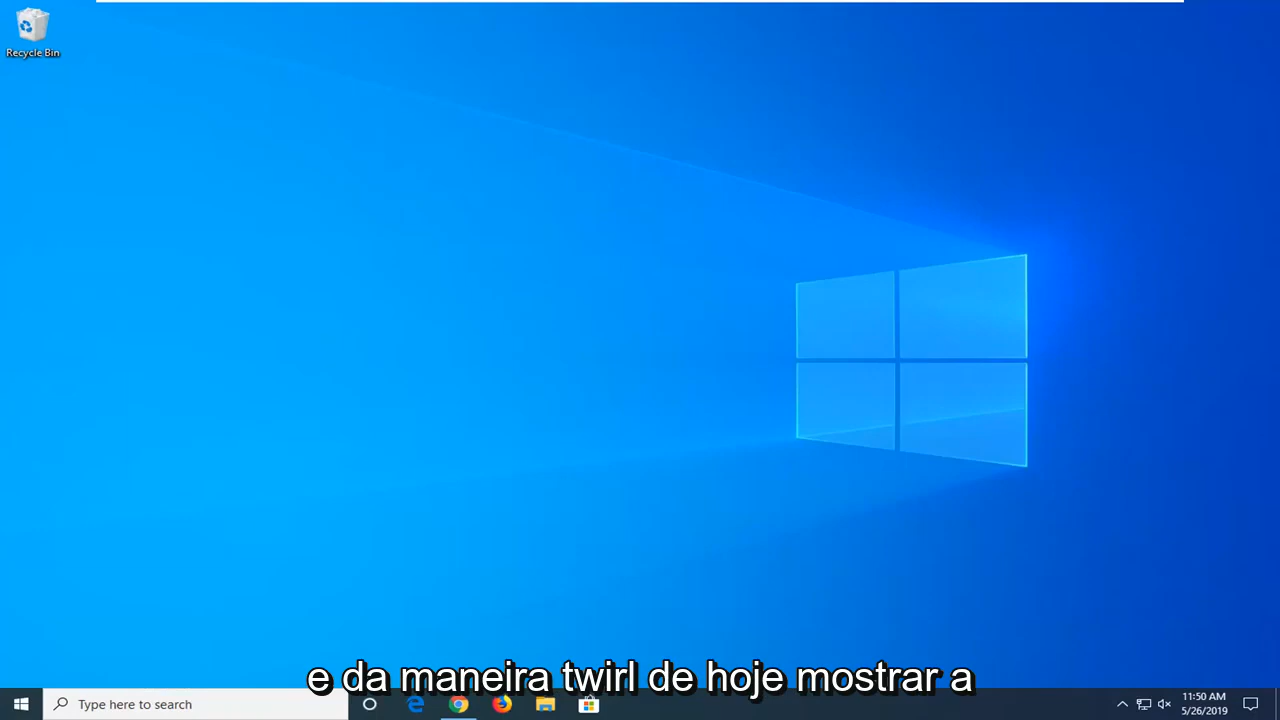 Recycle Bin
e da maneira twirl de hoje mostrar a
Type here to search
11:50 AM
5/26/2019